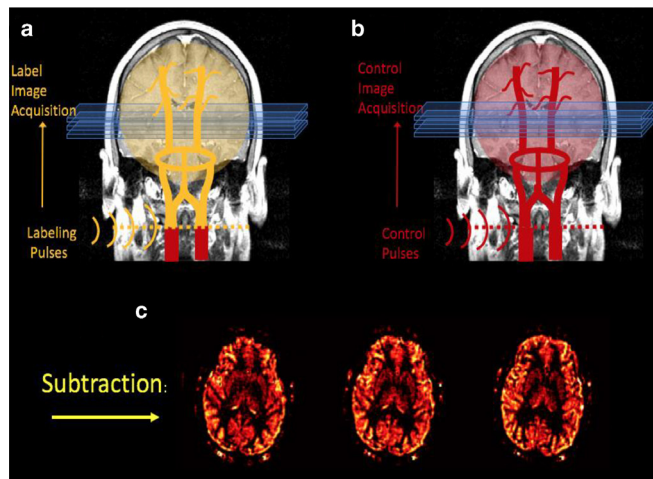 a
Label
Image
Acquisition
Labeling
Pulses
b
Control
Image
Acquisition
Control
Pulses
c
Subtraction: